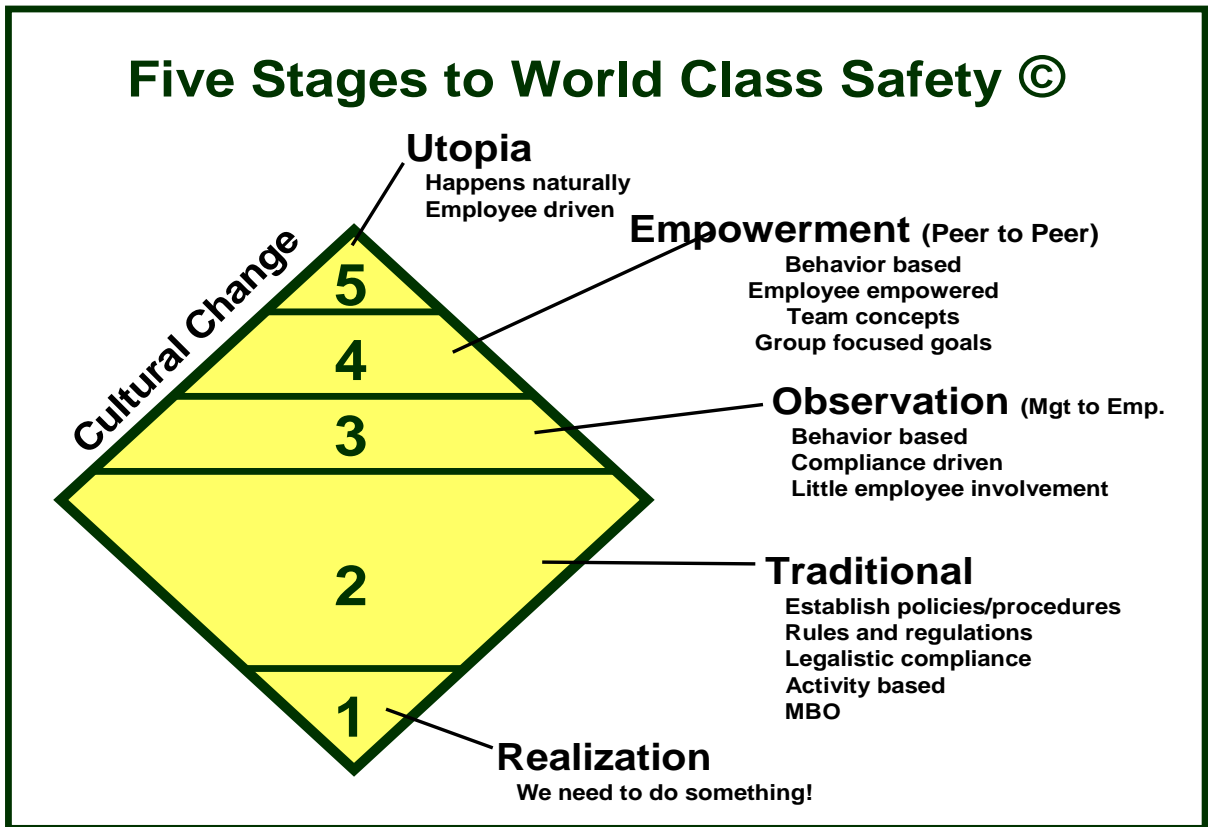 Five Stages to World Class Safety ©
Utopia
Happens naturally
Employee driven
Empowerment (Peer to Peer)
Behavior based
Employee empowered
Team concepts
Group focused goals
Cultural Change
5
4
3
2
1
Observation (Mgt to Emp.
Behavior based
Compliance driven
Little employee involvement
Traditional
Establish policies/procedures
Rules and regulations
Legalistic compliance
Activity based
MBO
Realization
We need to do something!